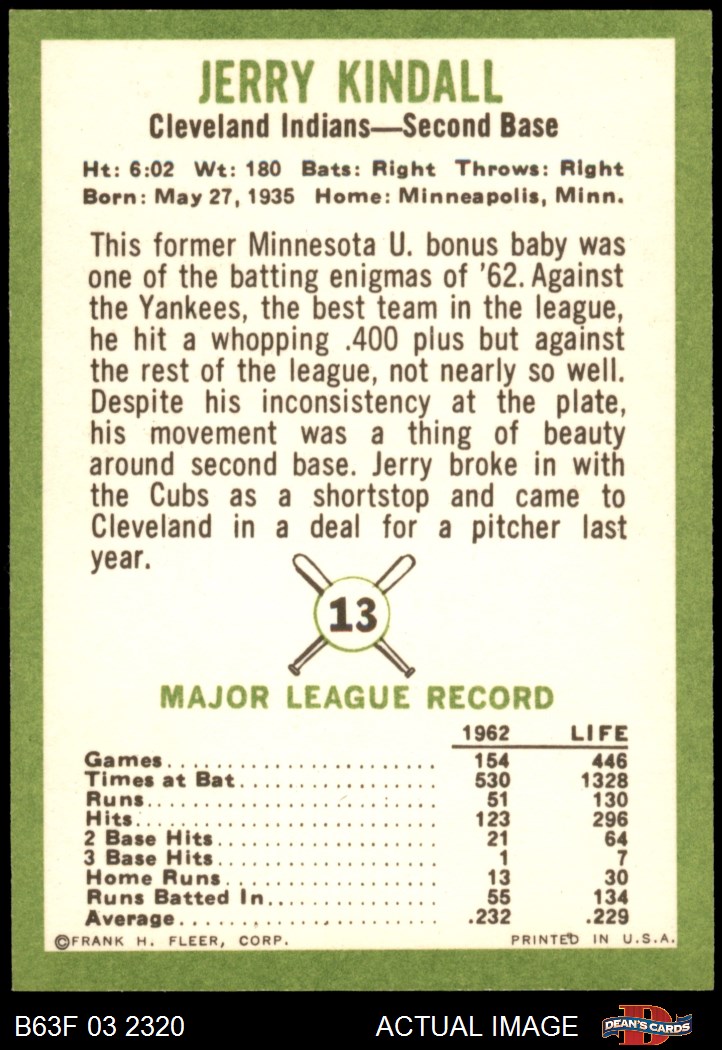 JERRY KINDALL
Cleveland Indians—Second Base
Ht: 6:02 Wt: 180 Bats: Right Throws: Right
Born: May 27, 1935 Home: Minneapolis, Minn.
This former Minnesota U. bonus baby was
one of the batting enigmas of '62. Against
the Yankees, the best team in the league,
he hit a whopping .400 plus but against
the rest of the league, not nearly so well.
Despite his inconsistency at the plate,
his movement was a thing of beauty
around second base. Jerry broke in with
the Cubs as a shortstop and came to
Cleveland in a deal for a pitcher last
year.
13
MAJOR LEAGUE RECORD
1962 LIFE
Games 154 446
Times at Bat 530 1328
Runs 51 130
Hits 123 296
2 Base Hits 21 64
3 Base Hits 1 7
Home Runs 13 30
Runs Batted In 55 134
Average .232 .229
©FRANK H. FLEER, CORP. PRINTED IN U.S.A.
B63F 03 2320 ACTUAL IMAGE D DEAN'S CARDS